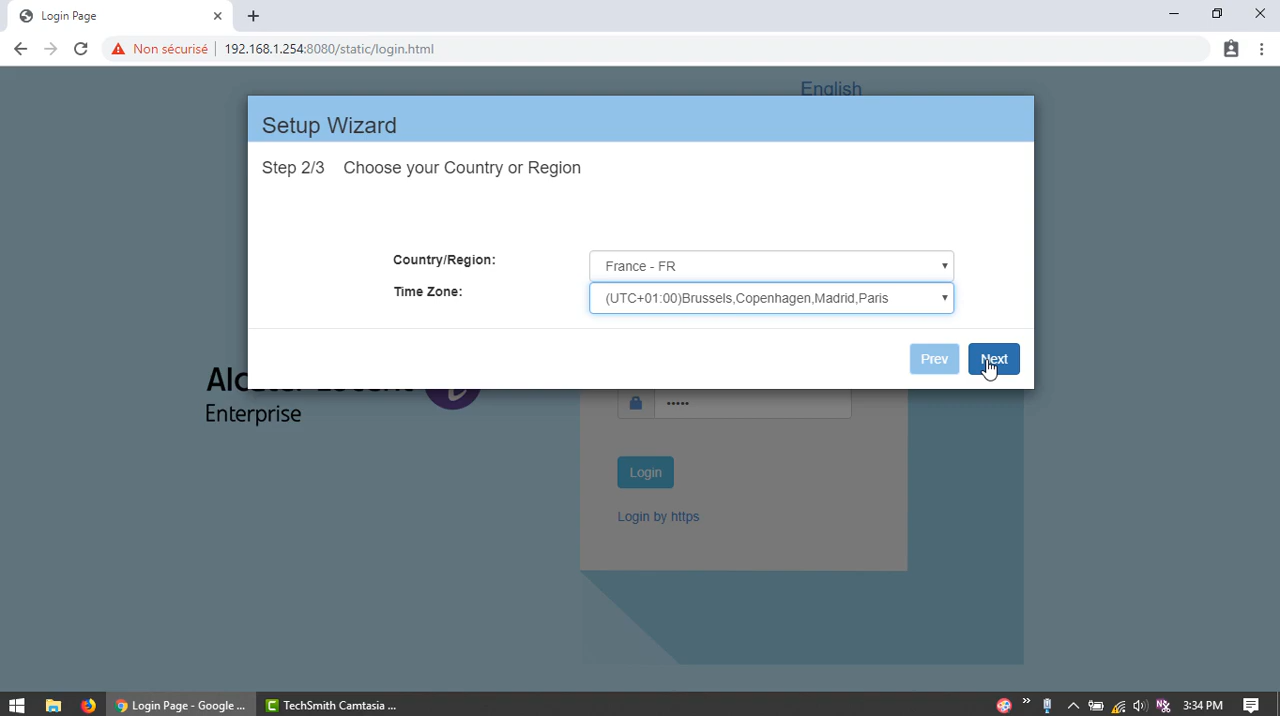 Login Page
Non sécurisé
192.168.1.254:8080/static/login.html
English
Setup Wizard
Step 2/3 Choose your Country or Region
Country/Region:
France - FR
Time Zone:
(UTC+01:00)Brussels,Copenhagen,Madrid,Paris
Prev
Next
Enterprise
•••••
Login
Login by https
Login Page - Google ...
TechSmith Camtasia ...
3:34 PM